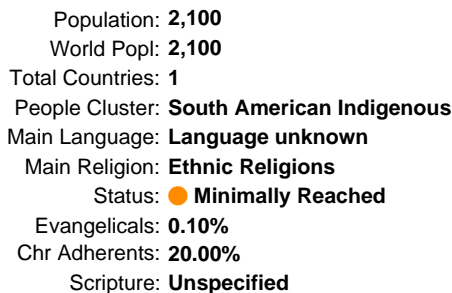 Population: 2,100
World Popl: 2,100
Total Countries: 1
People Cluster: South American Indigenous
Main Language: Language unknown
Main Religion: Ethnic Religions
Status: Minimally Reached
Evangelicals: 0.10%
Chr Adherents: 20.00%
Scripture: Unspecified